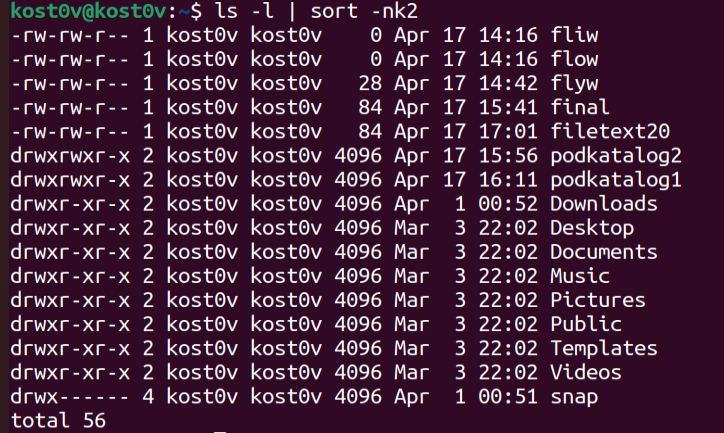 kost0v@kost0v:~$ ls -l | sort -nk2
-rw-rw-r-- 1 kost0v kost0v    0 Apr 17 14:16 fliw
-rw-rw-r-- 1 kost0v kost0v    0 Apr 17 14:16 flow
-rw-rw-r-- 1 kost0v kost0v   28 Apr 17 14:42 flyw
-rw-rw-r-- 1 kost0v kost0v   84 Apr 17 15:41 final
-rw-rw-r-- 1 kost0v kost0v   84 Apr 17 17:01 filetext20
drwxrwxr-x 2 kost0v kost0v 4096 Apr 17 15:56 podkatalog2
drwxrwxr-x 2 kost0v kost0v 4096 Apr 17 16:11 podkatalog1
drwxr-xr-x 2 kost0v kost0v 4096 Apr  1 00:52 Downloads
drwxr-xr-x 2 kost0v kost0v 4096 Mar  3 22:02 Desktop
drwxr-xr-x 2 kost0v kost0v 4096 Mar  3 22:02 Documents
drwxr-xr-x 2 kost0v kost0v 4096 Mar  3 22:02 Music
drwxr-xr-x 2 kost0v kost0v 4096 Mar  3 22:02 Pictures
drwxr-xr-x 2 kost0v kost0v 4096 Mar  3 22:02 Public
drwxr-xr-x 2 kost0v kost0v 4096 Mar  3 22:02 Templates
drwxr-xr-x 2 kost0v kost0v 4096 Mar  3 22:02 Videos
drwx------ 4 kost0v kost0v 4096 Apr  1 00:51 snap
total 56